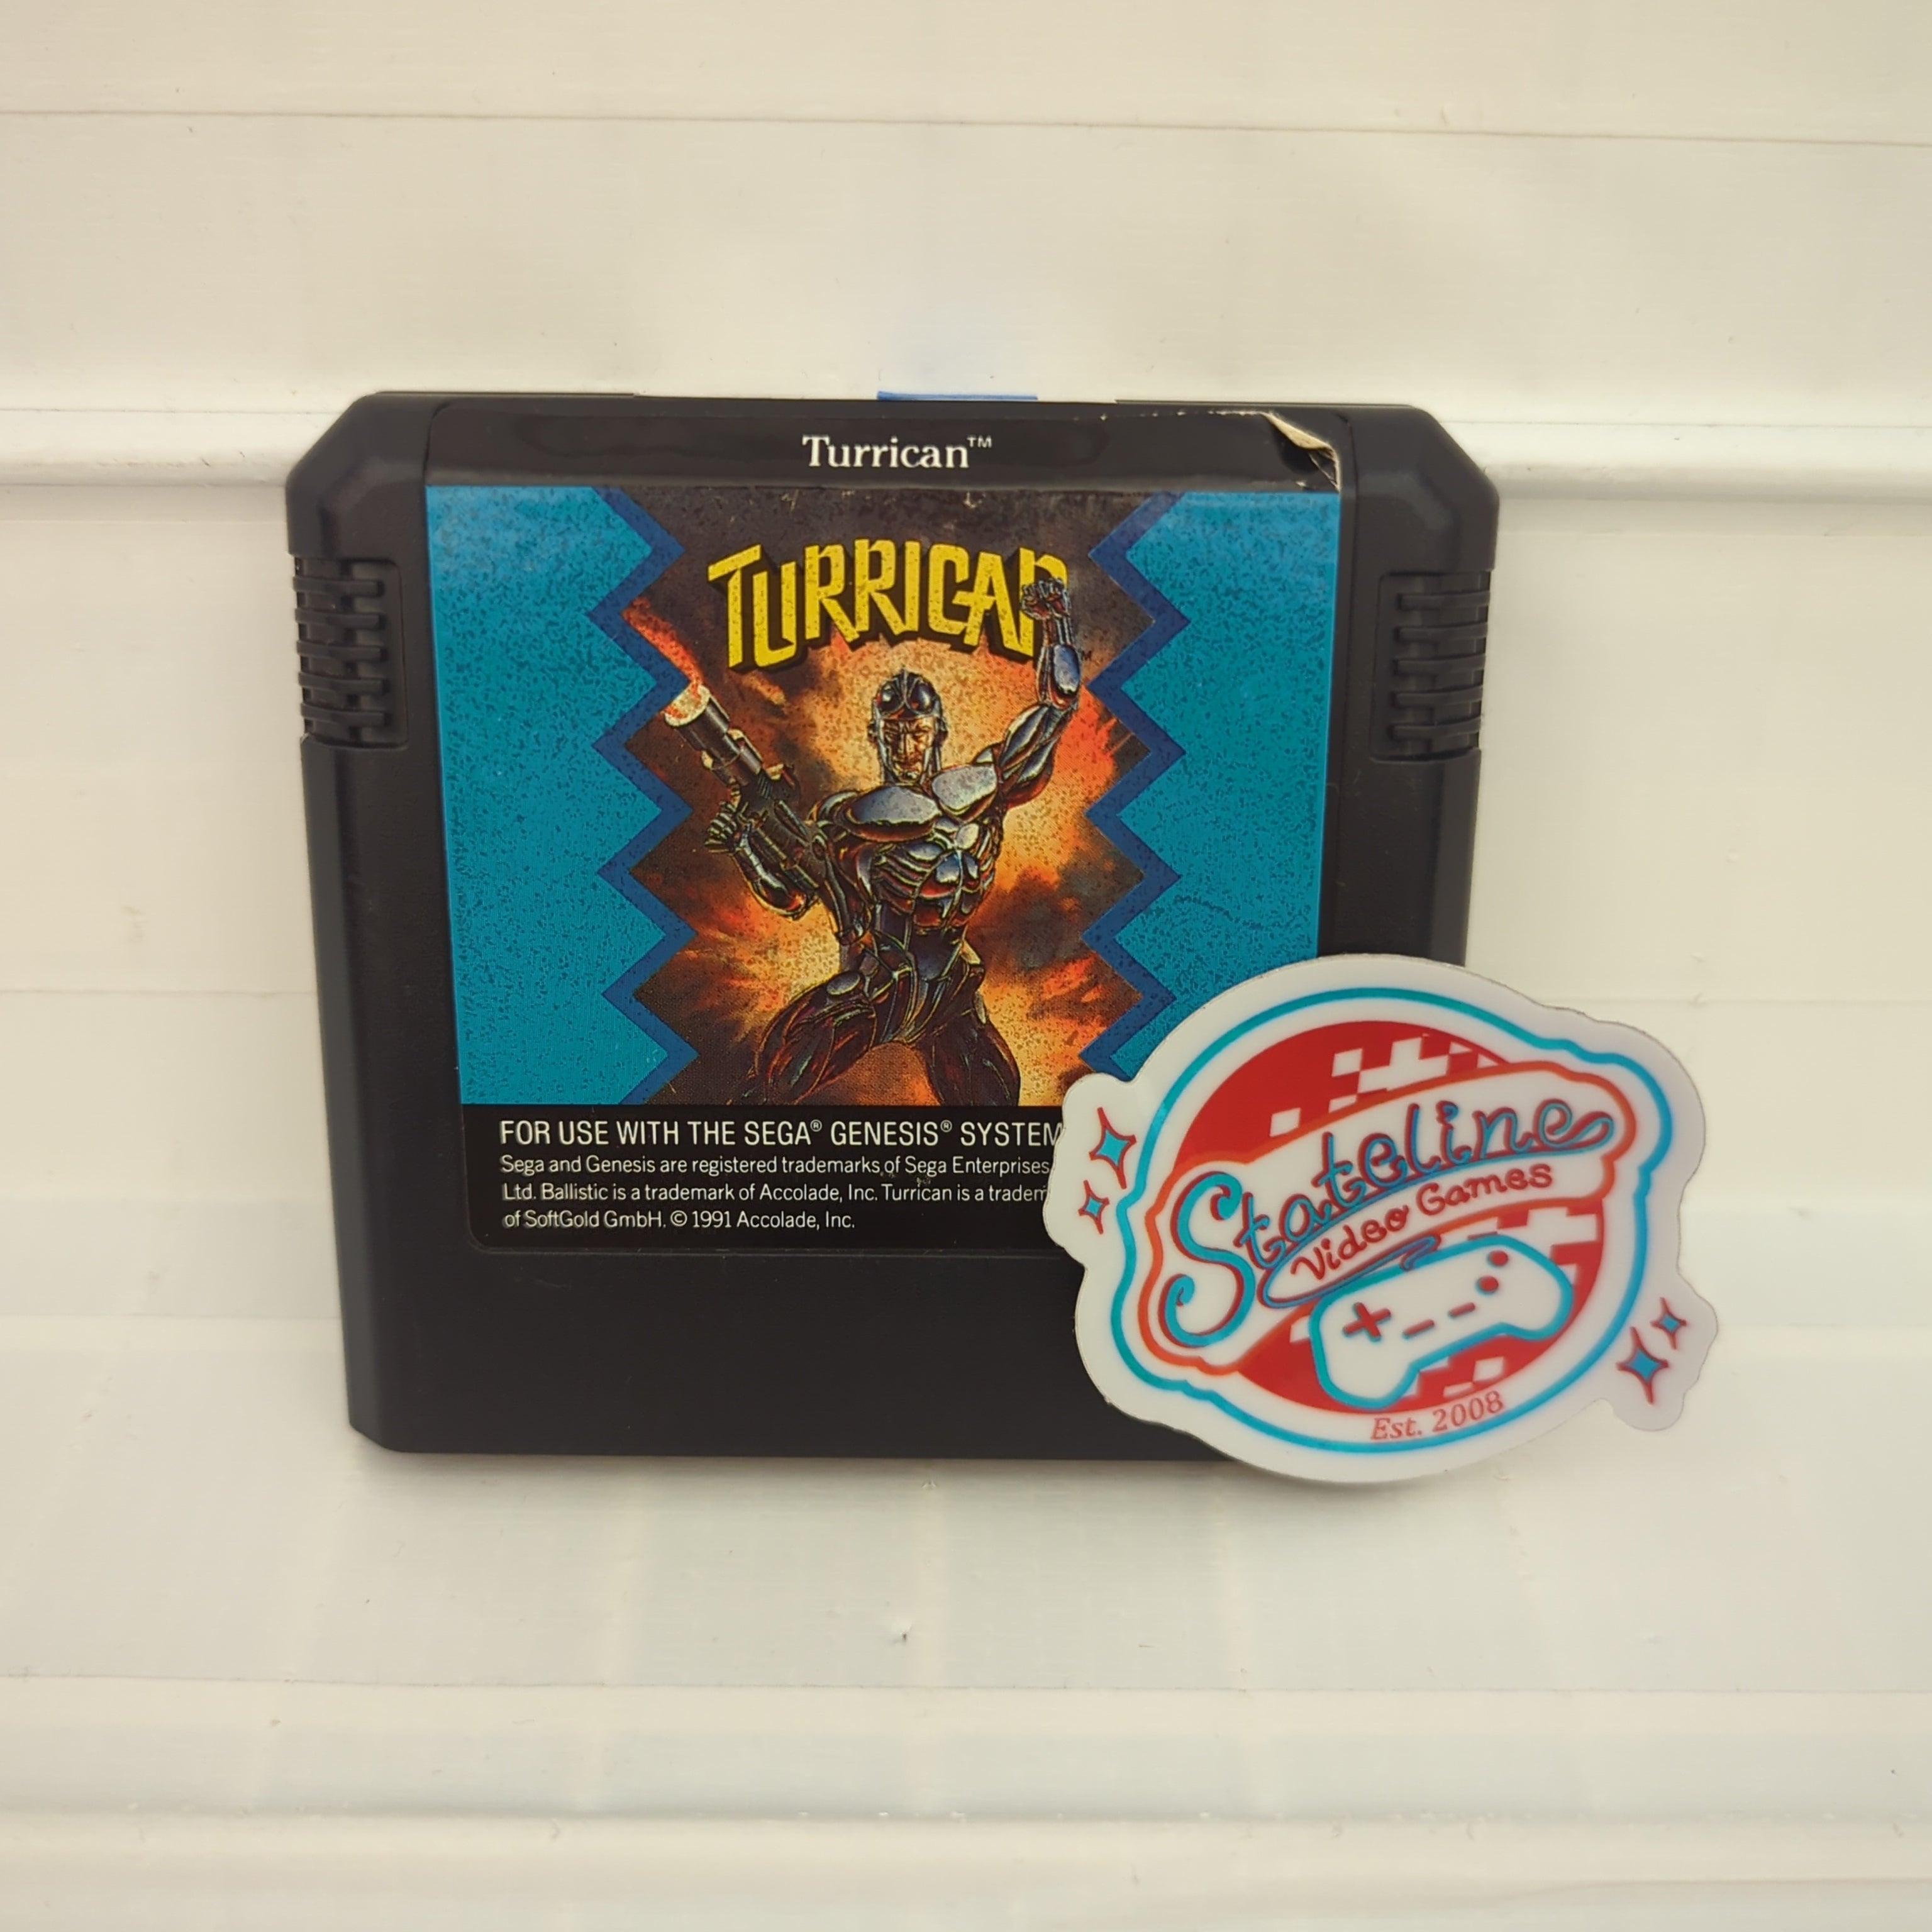 Turrican™
TURRICAN
™
FOR USE WITH THE SEGA® GENESIS® SYSTEM
Sega and Genesis are registered trademarks of Sega Enterprises
Ltd. Ballistic is a trademark of Accolade, Inc. Turrican is a
of SoftGold GmbH. © 1991 Accolade, Inc.
Stateline
Video Games
Est. 2008